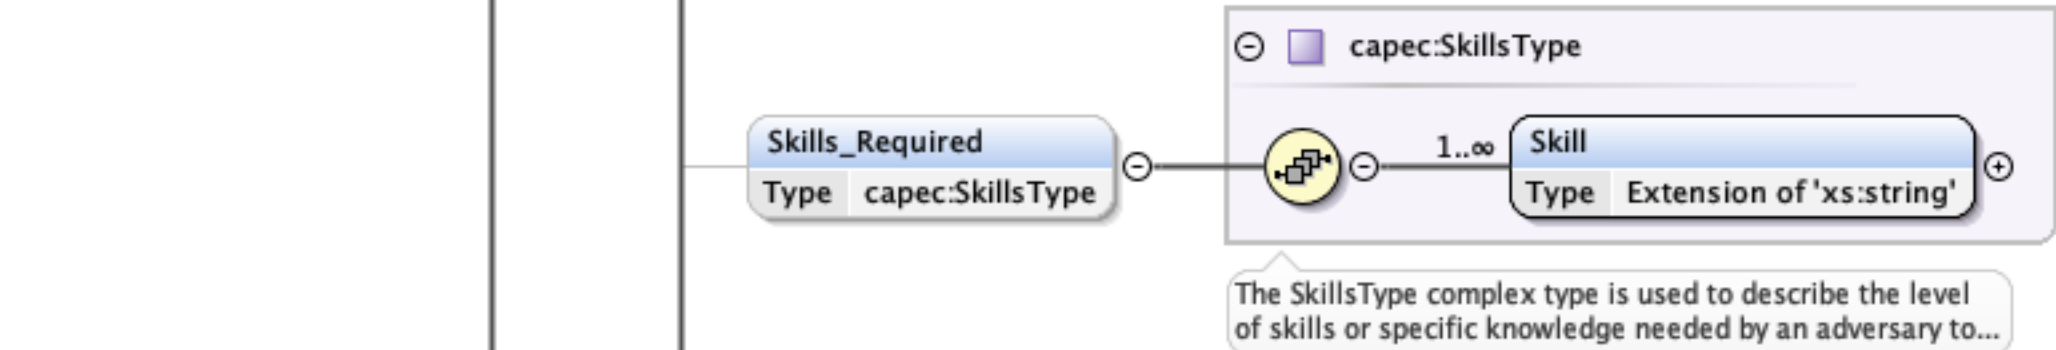 capec:SkillsType
Skills_Required
Type capec:SkillsType
1..∞
Skill
Type Extension of 'xs:string'
The SkillsType complex type is used to describe the level
of skills or specific knowledge needed by an adversary to...